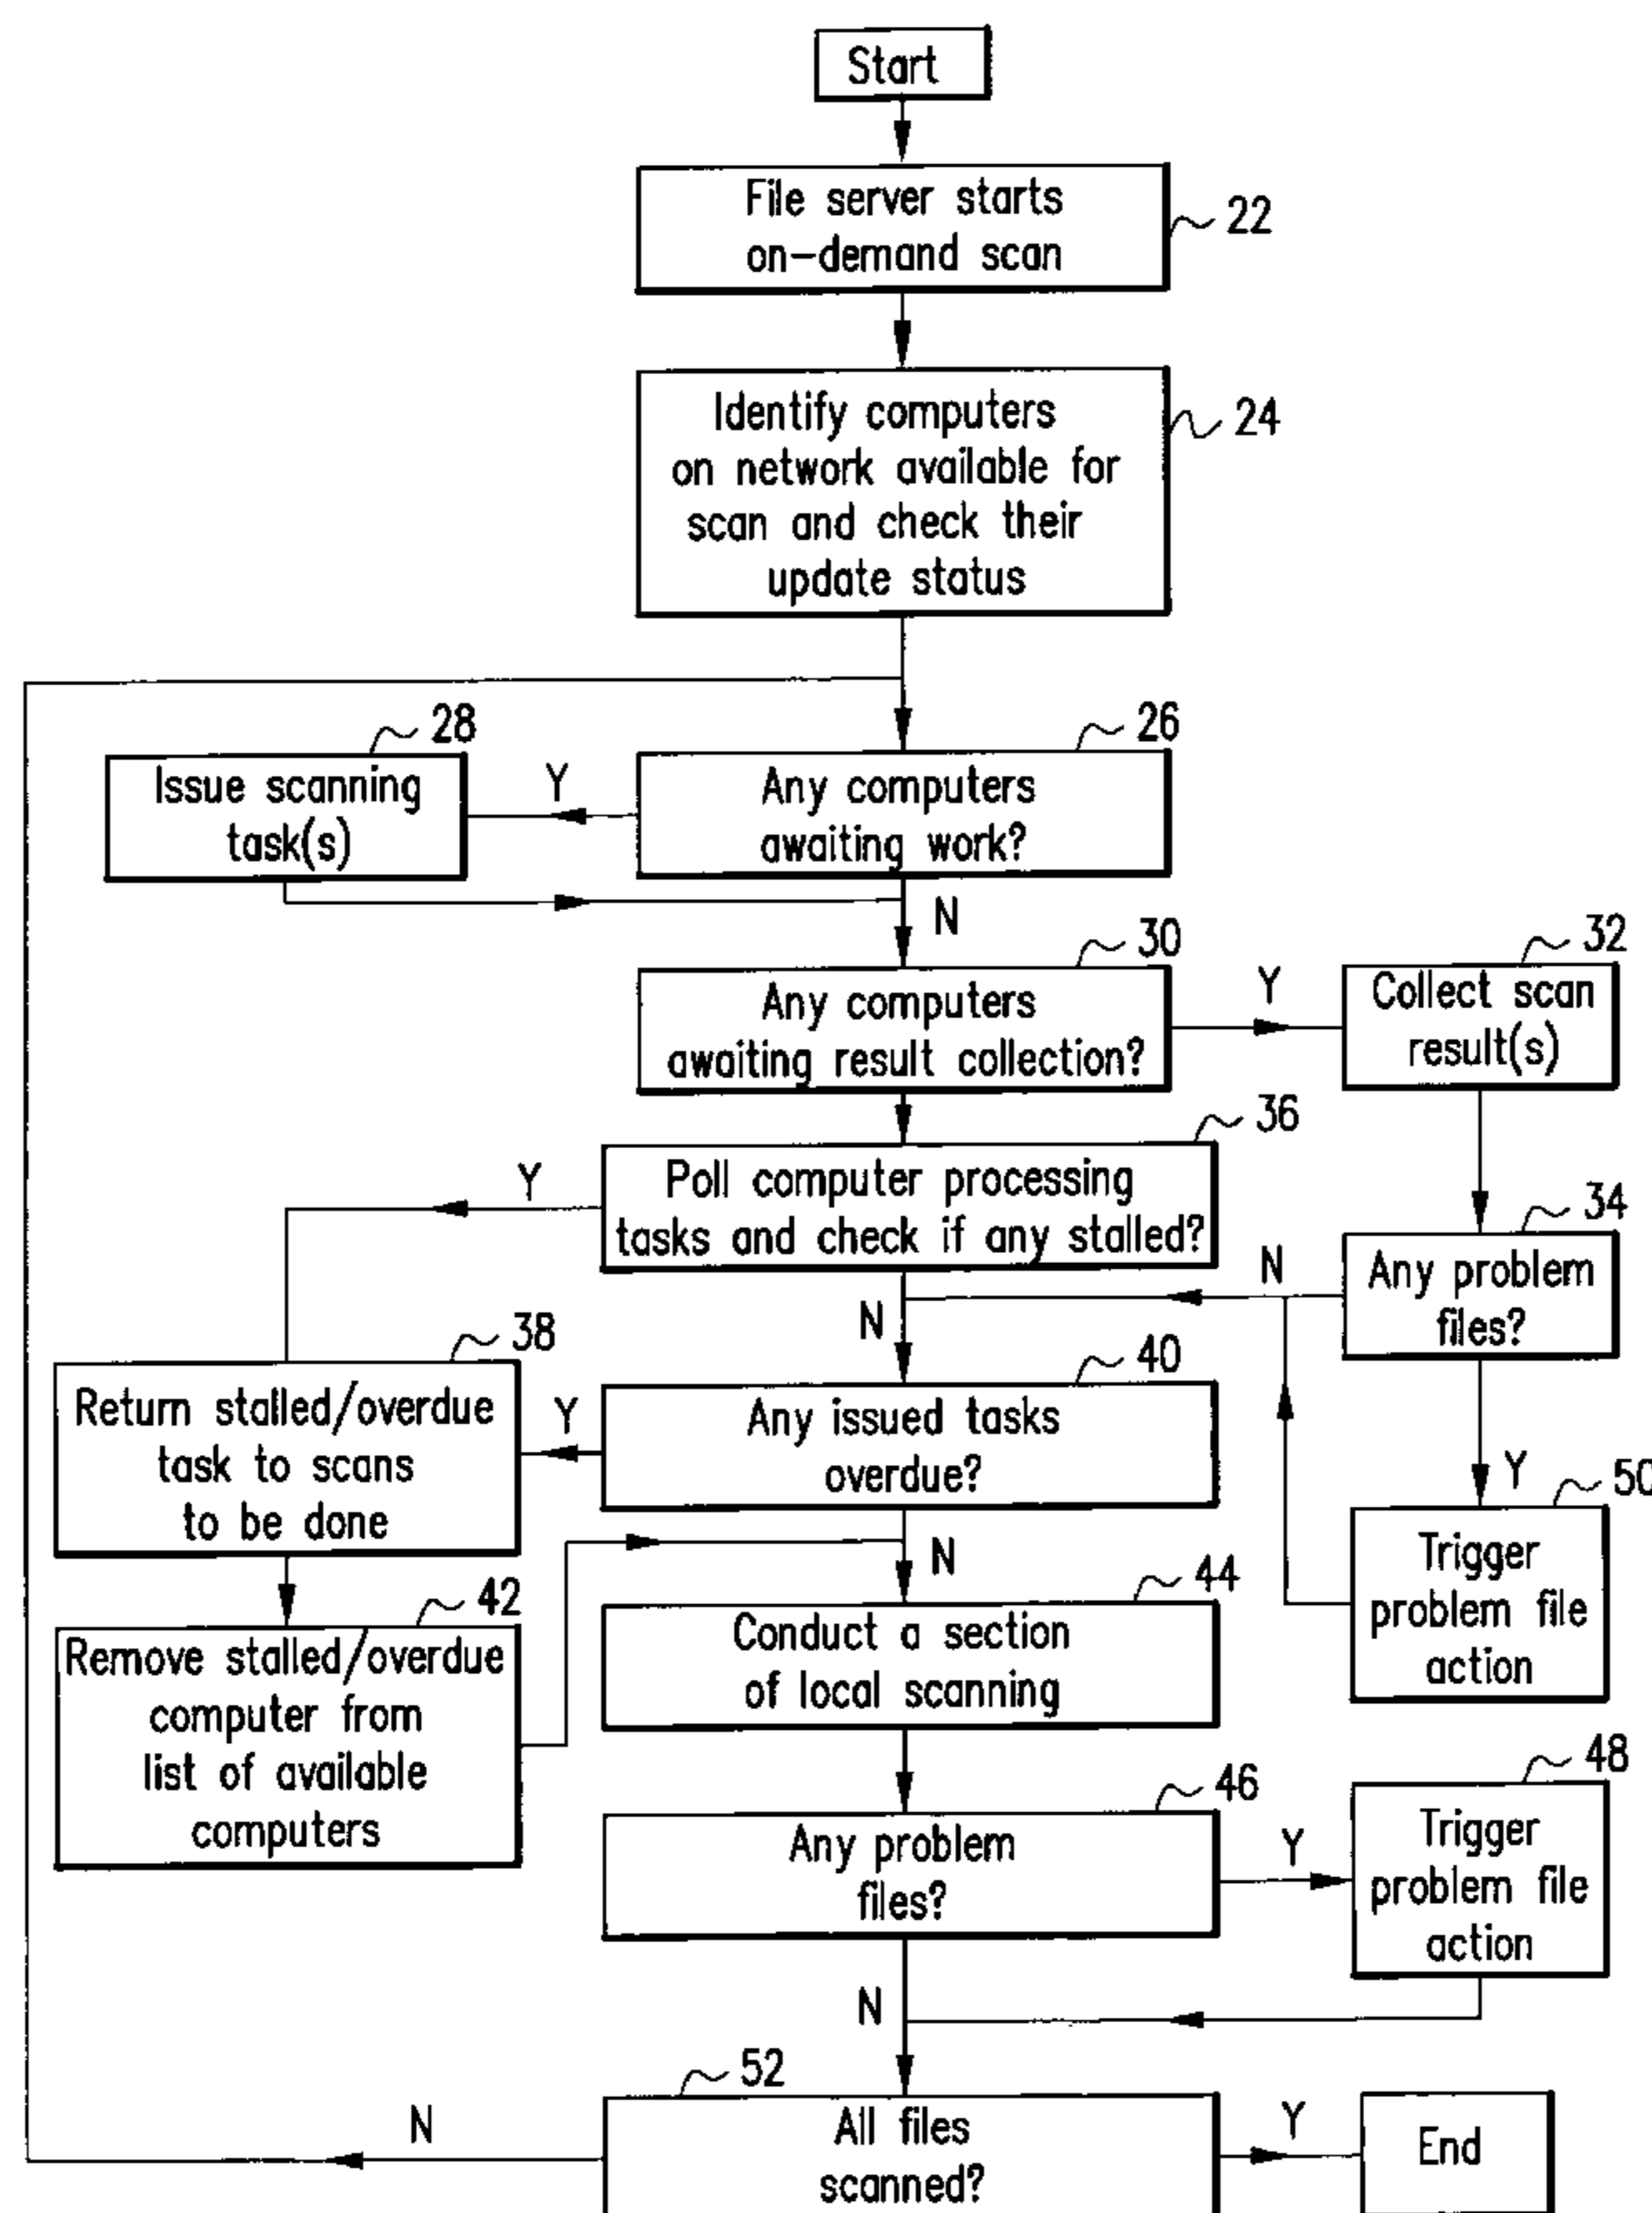 Start
File server starts
on-demand scan
22
Identify computers
on network available for
scan and check their
update status
24
28
Issue scanning
task(s)
Y
26
Any computers
awaiting work?
N
30
Any computers
awaiting result collection?
Y
32
Collect scan
result(s)
36
Poll computer processing
tasks and check if any stalled?
Y
N
34
Any problem
files?
N
Y
38
Return stalled/overdue
task to scans
to be done
Y
40
Any issued tasks
overdue?
N
50
Trigger
problem file
action
42
Remove stalled/overdue
computer from
list of available
computers
44
Conduct a section
of local scanning
46
Any problem
files?
Y
48
Trigger
problem file
action
N
52
All files
scanned?
N
Y
End